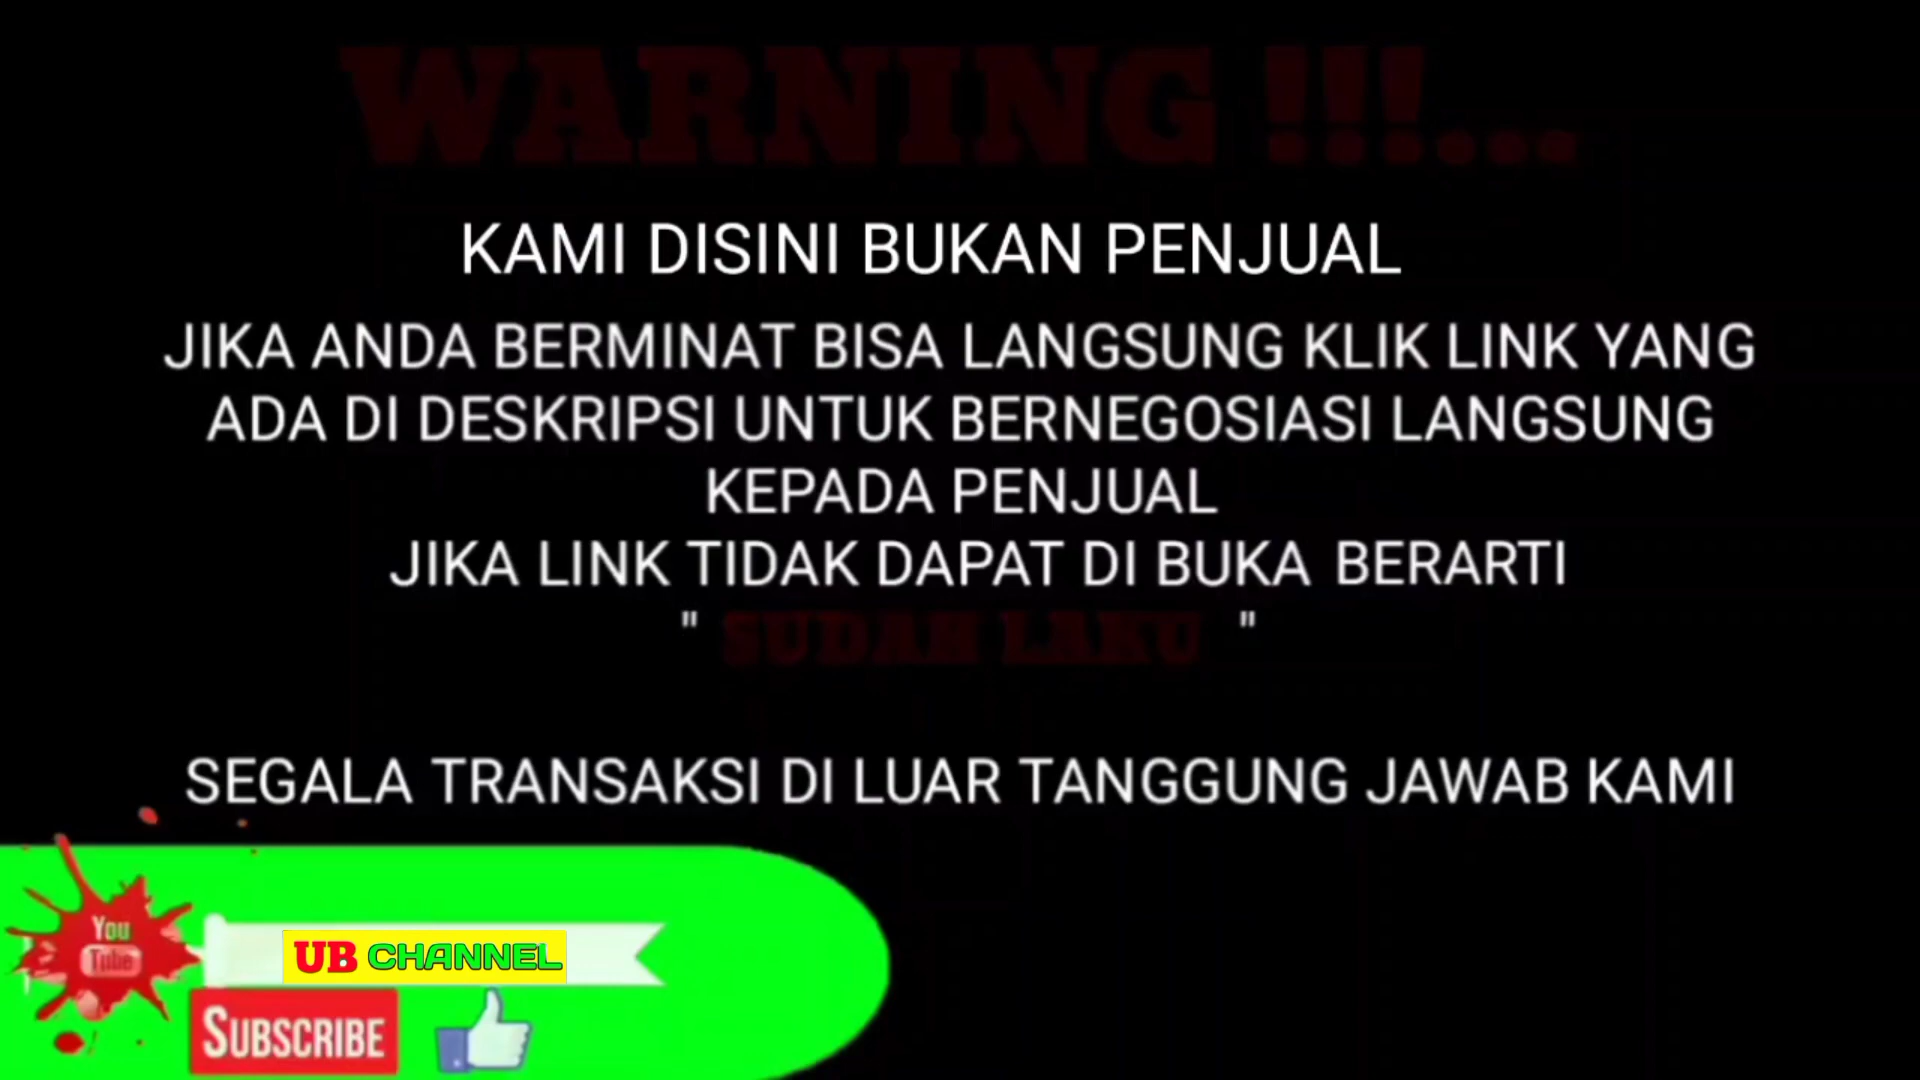 WARNING !!!...
KAMI DISINI BUKAN PENJUAL
JIKA ANDA BERMINAT BISA LANGSUNG KLIK LINK YANG
ADA DI DESKRIPSI UNTUK BERNEGOSIASI LANGSUNG
KEPADA PENJUAL
JIKA LINK TIDAK DAPAT DI BUKA BERARTI
" SUDAH LAKU "
SEGALA TRANSAKSI DI LUAR TANGGUNG JAWAB KAMI
You
Tube
UB CHANNEL
SUBSCRIBE